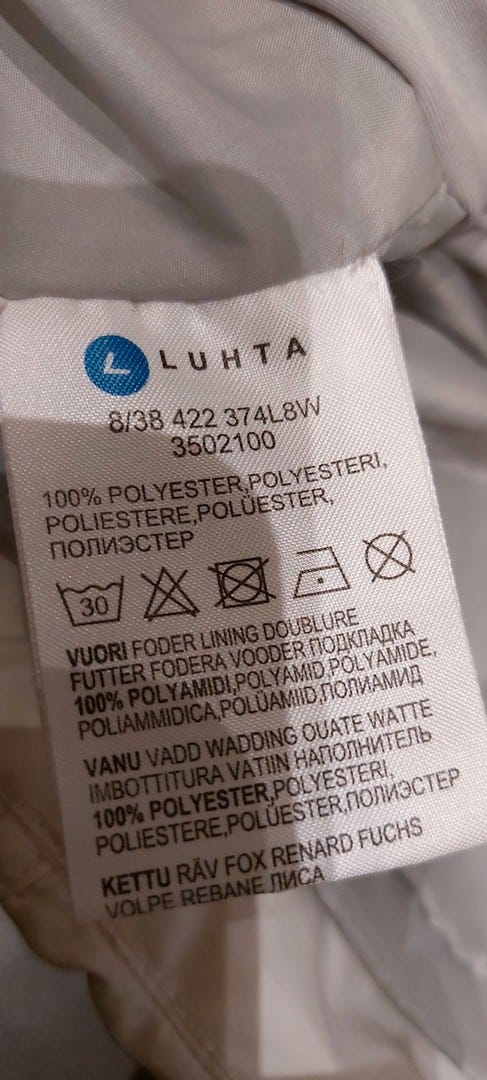 LUHTA
8/38 422 374L8W
3502100
100% POLYESTER,POLYESTERI,
POLIESTERE,POLÜESTER,
ПОЛИЭСТЕР
30
VUORI FODER LINING DOUBLURE
FUTTER FODERA VOODER ПОДКЛАДКА
100% POLYAMIDI,POLYAMID,POLYAMIDE,
POLIAMMIDICA,POLÜAMIID,ПОЛИАМИД
VANU VADD WADDING OUATE WATTE
IMBOTTITURA VATIIN НАПОЛНИТЕЛЬ
100% POLYESTER,POLYESTERI,
POLIESTERE,POLÜESTER,ПОЛИЭСТЕР
KETTU RÄV FOX RENARD FUCHS
VOLPE REBANE ЛИСА